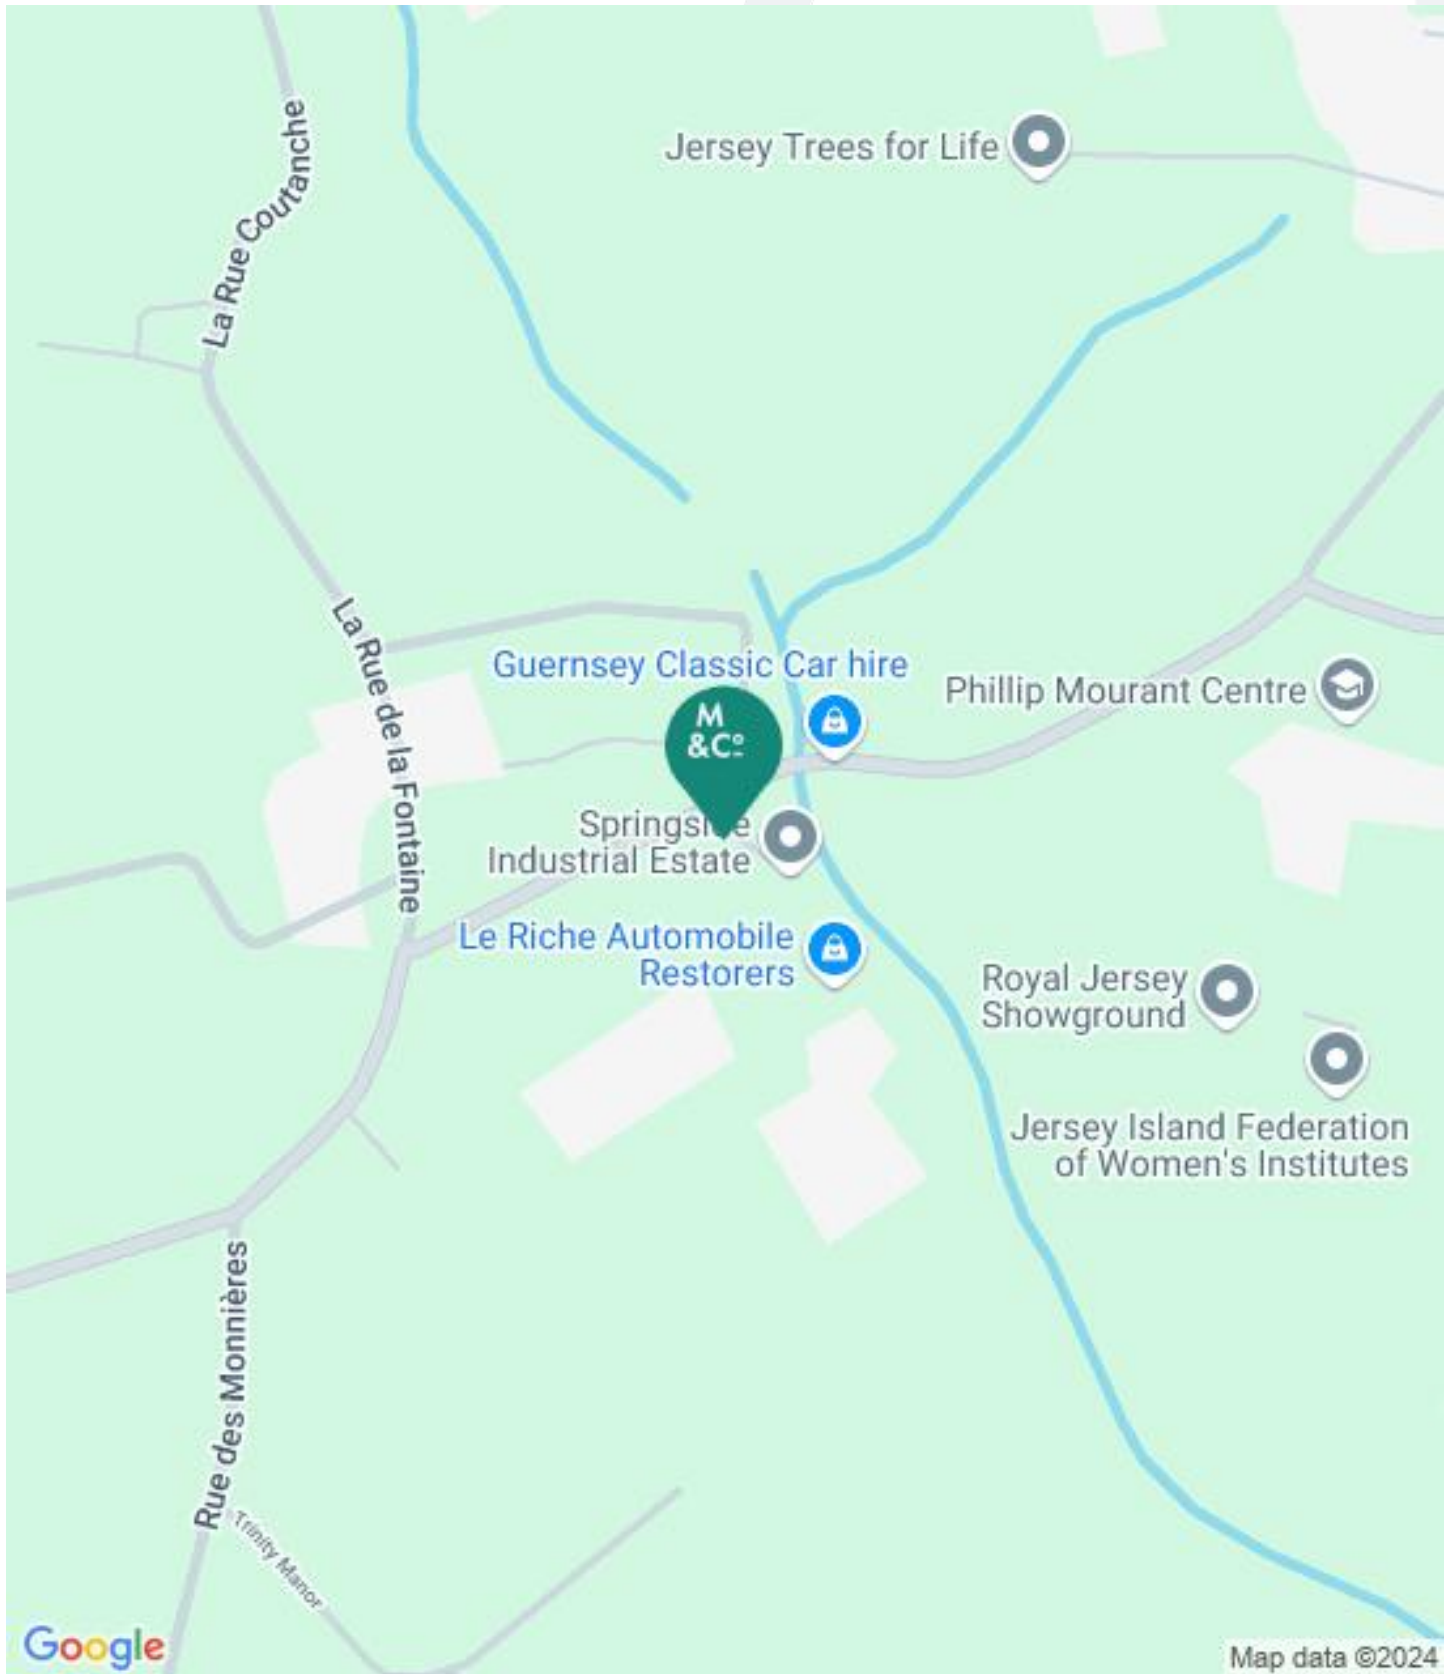 La Rue Coutanche
Jersey Trees for Life
La Rue de la Fontaine
Guernsey Classic Car hire
Phillip Mourant Centre
M
&Cº
Springside
Industrial Estate
Le Riche Automobile
Restorers
Royal Jersey
Showground
Jersey Island Federation
of Women's Institutes
Rue des Monnières
Trinity Manor
Google
Map data ©2024